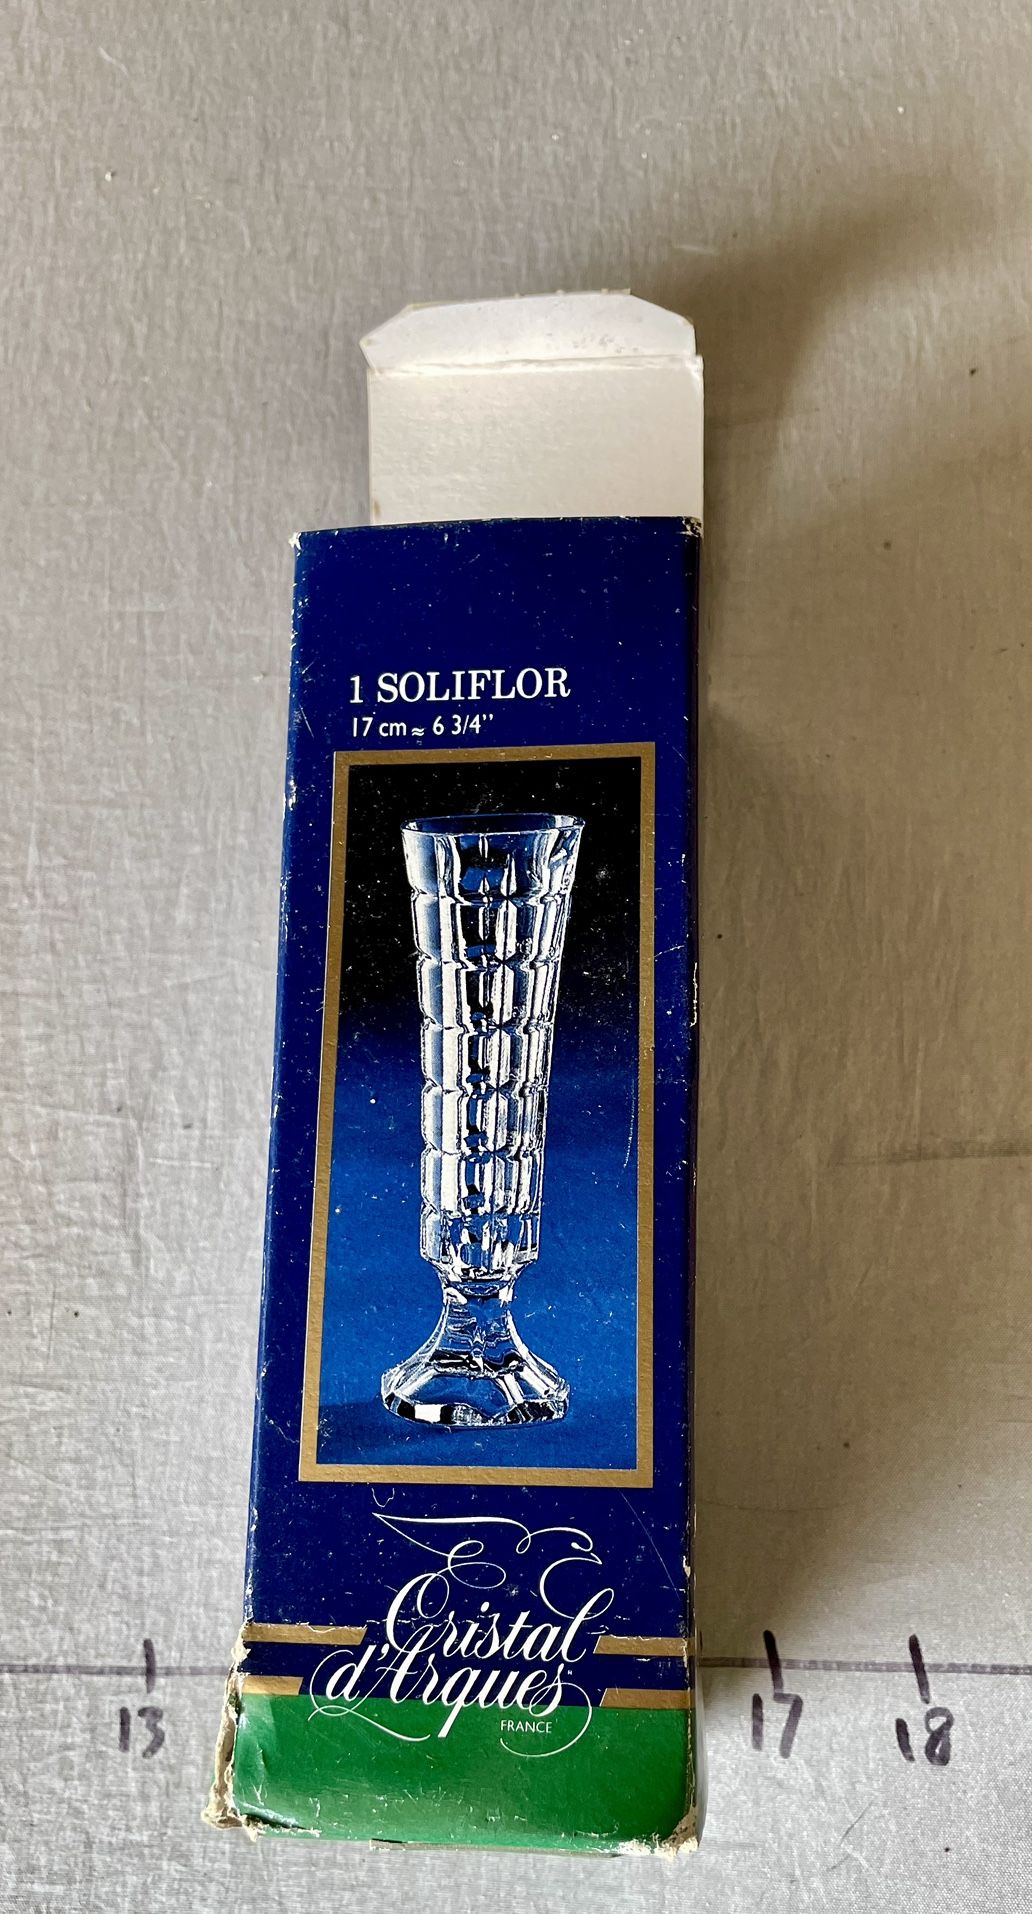 1 SOLIFLOR
17 cm ≈ 6 3/4''
Cristal
d'Arques
FRANCE
13
17
18